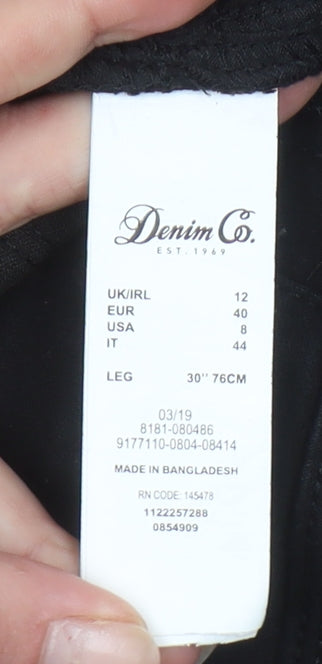 Denim Co.
EST. 1969
UK/IRL 12
EUR 40
USA 8
IT 44
LEG 30'' 76CM
03/19
8181-080486
9177110-0804-08414
MADE IN BANGLADESH
RN CODE: 145478
1122257288
0854909